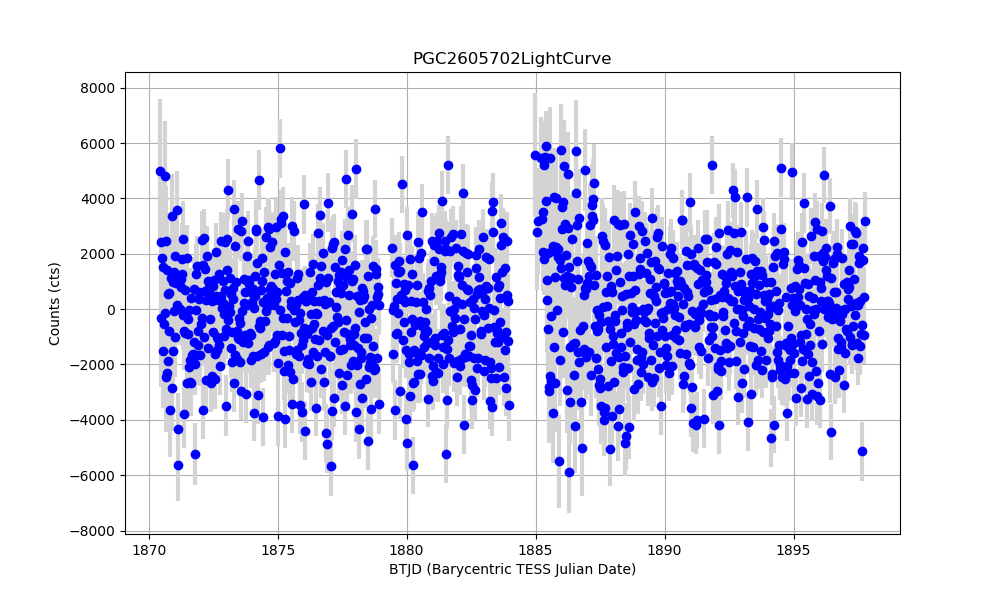 PGC2605702LightCurve
8000
6000
4000
2000
0
−2000
−4000
−6000
−8000
Counts (cts)
1870 1875 1880 1885 1890 1895
BTJD (Barycentric TESS Julian Date)